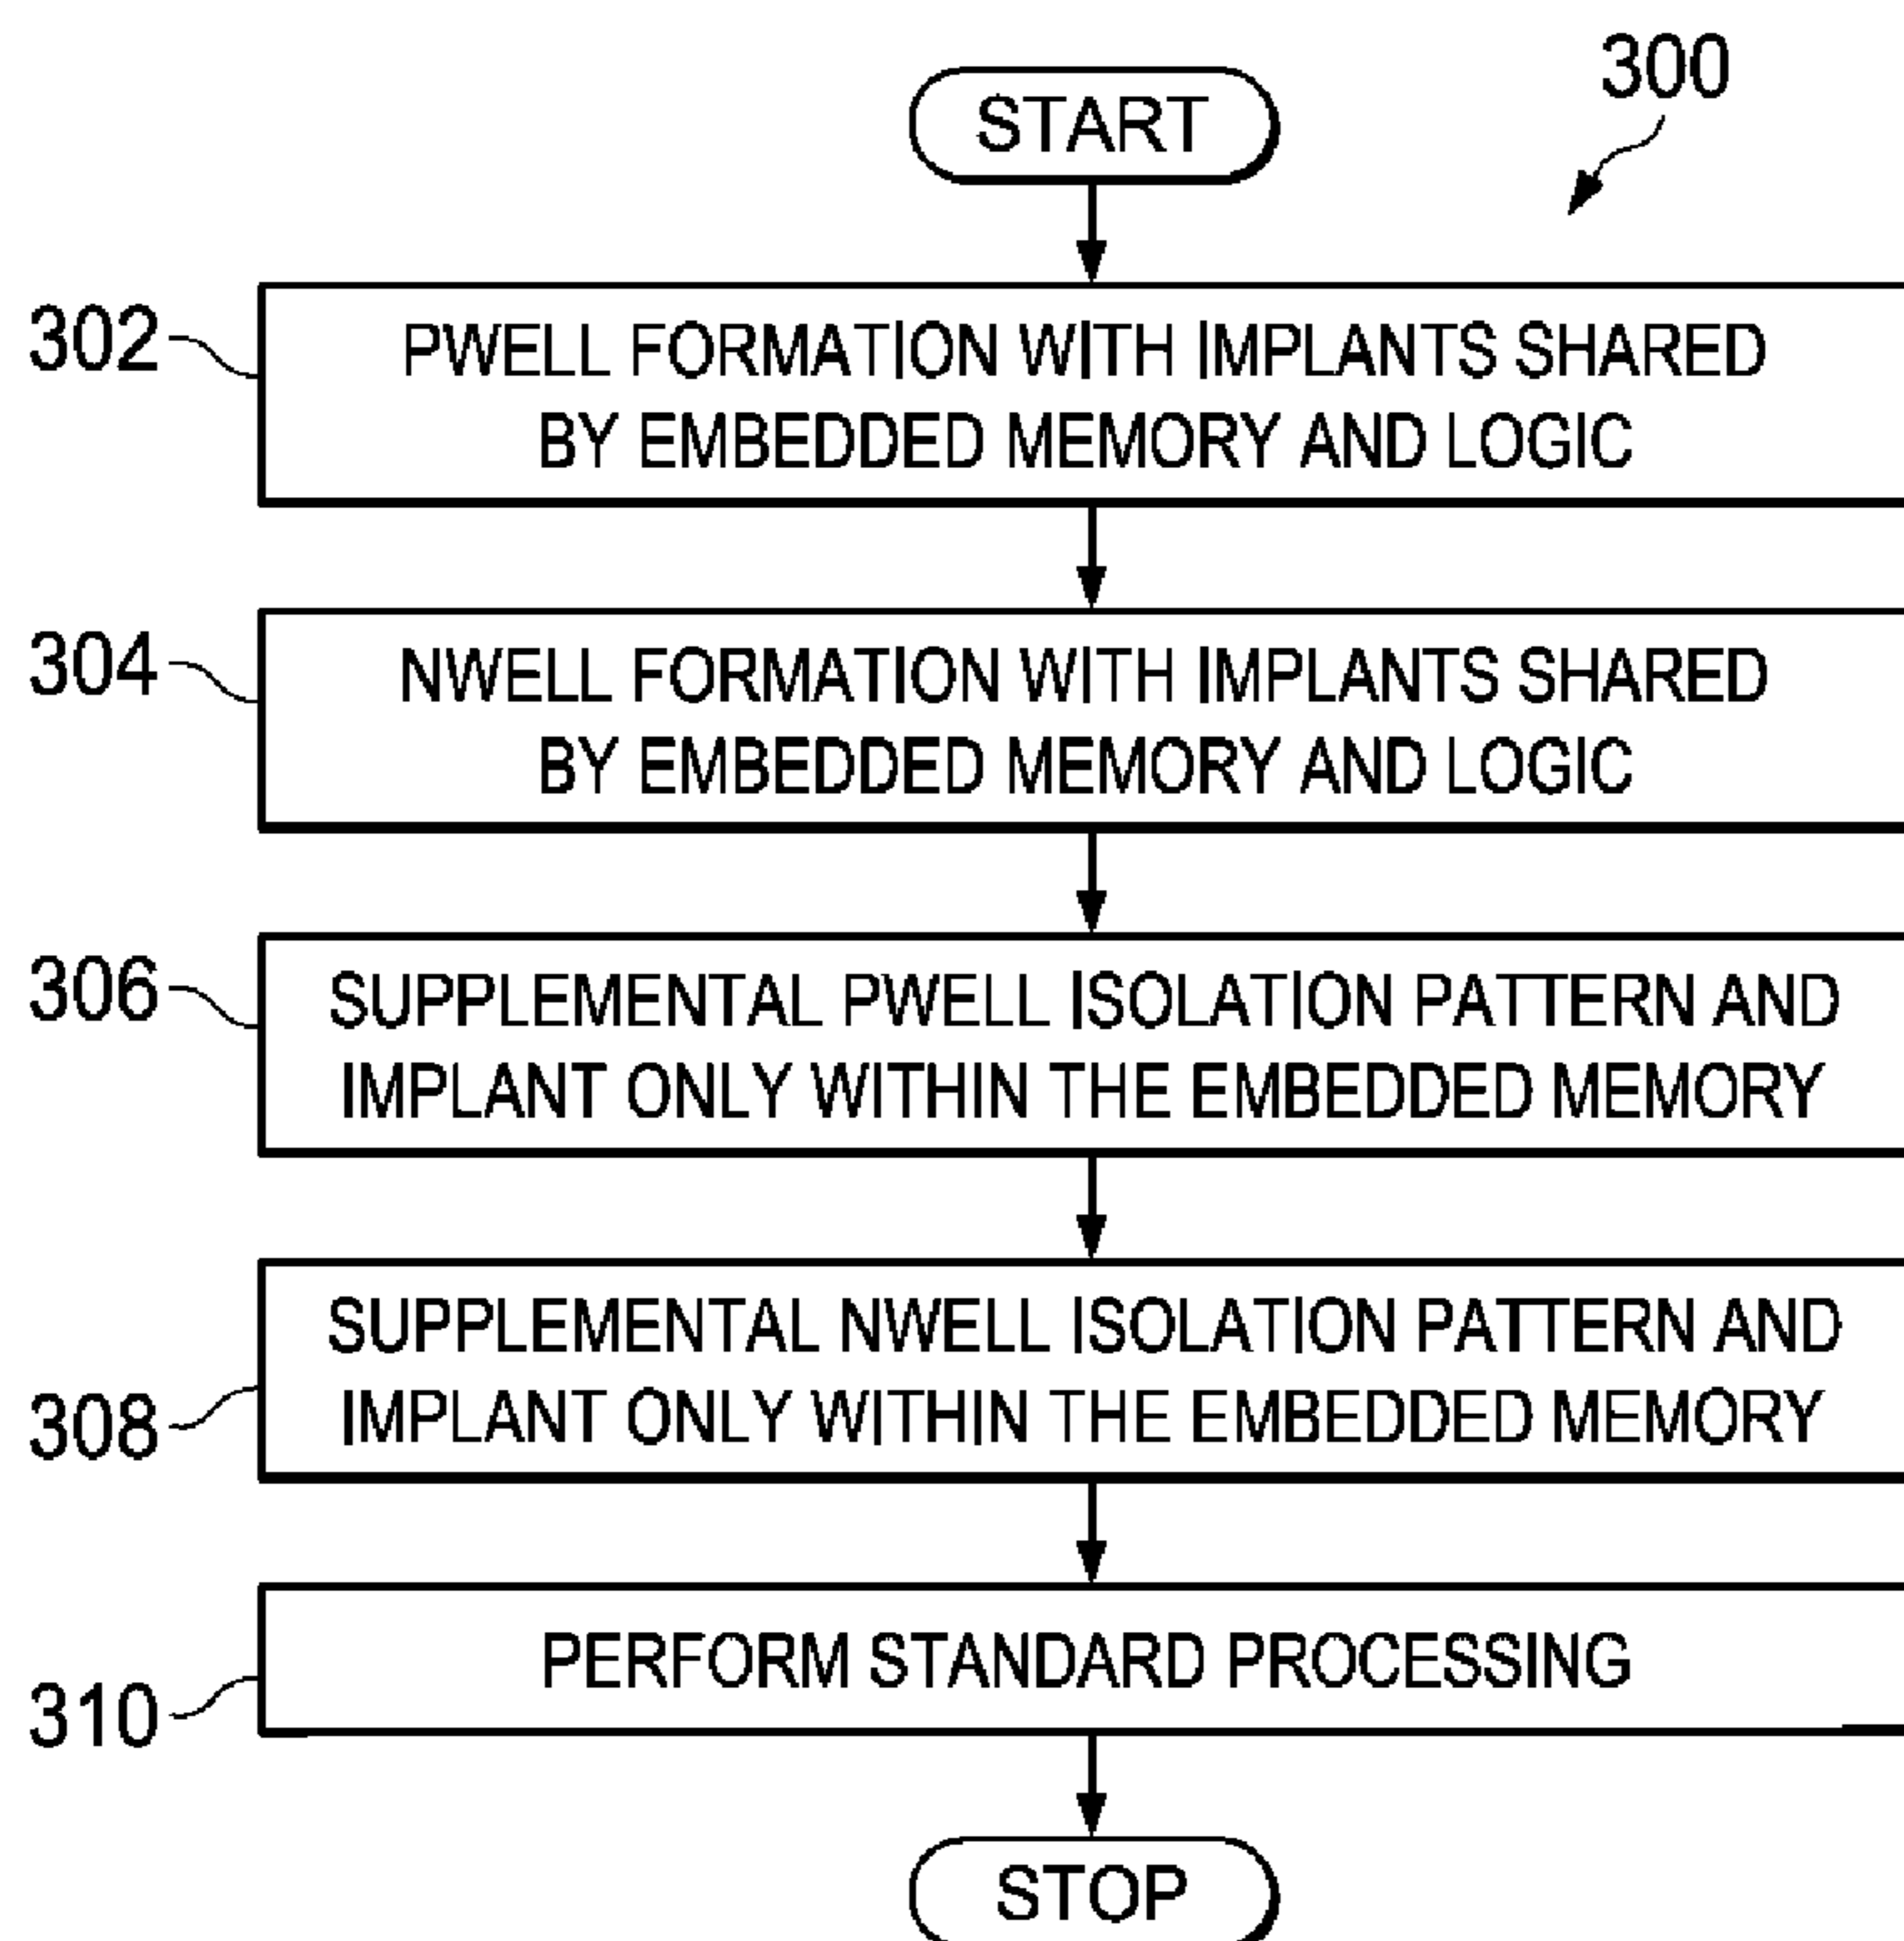 300
START
302
PWELL FORMATION WITH IMPLANTS SHARED
BY EMBEDDED MEMORY AND LOGIC
304
NWELL FORMATION WITH IMPLANTS SHARED
BY EMBEDDED MEMORY AND LOGIC
306
SUPPLEMENTAL PWELL ISOLATION PATTERN AND
IMPLANT ONLY WITHIN THE EMBEDDED MEMORY
308
SUPPLEMENTAL NWELL ISOLATION PATTERN AND
IMPLANT ONLY WITHIN THE EMBEDDED MEMORY
310
PERFORM STANDARD PROCESSING
STOP